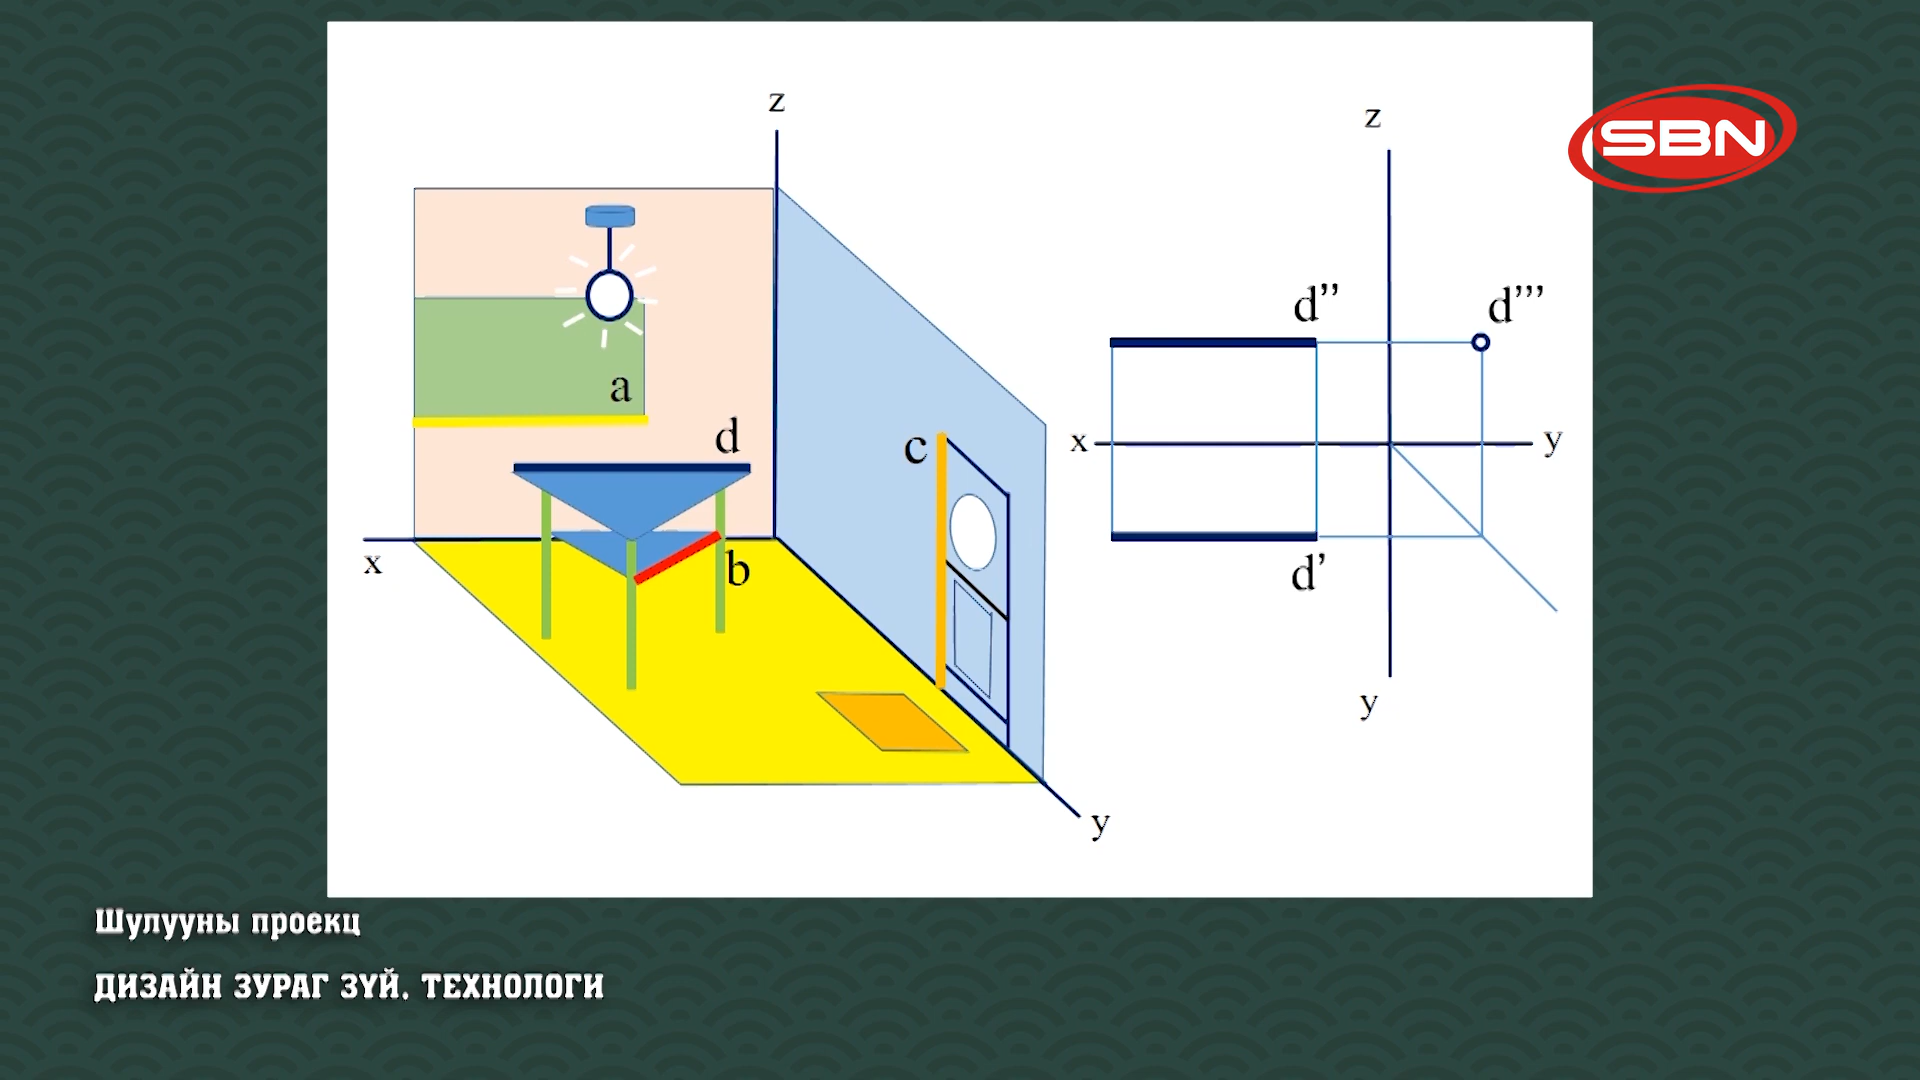 z
z
SBN
d’’
d’’’
a
d
c
x
y
x
b
d’
y
y
Шулууны проекц
ДИЗАЙН ЗУРАГ ЗҮЙ, ТЕХНОЛОГИ